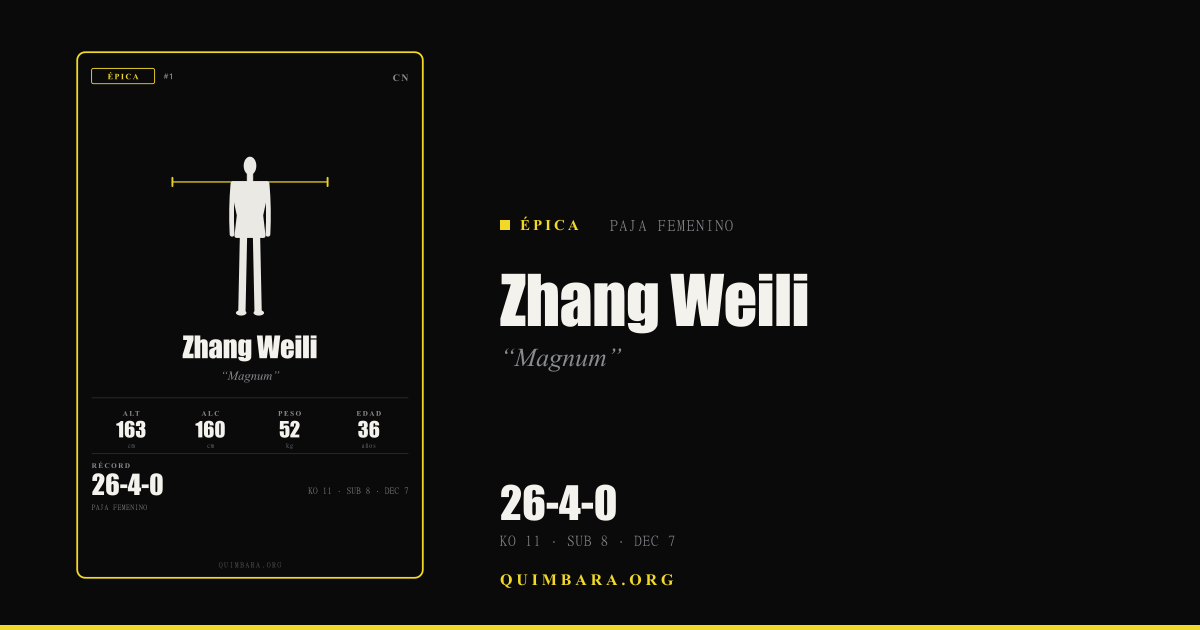 ÉPICA #1 CN
Zhang Weili
“Magnum”
ALT ALC PESO EDAD
163 160 52 36
cm cm kg años
RÉCORD
26-4-0
KO 11 · SUB 8 · DEC 7
PAJA FEMENINO
QUIMBARA.ORG
ÉPICA PAJA FEMENINO
Zhang Weili
“Magnum”
26-4-0
KO 11 · SUB 8 · DEC 7
QUIMBARA.ORG